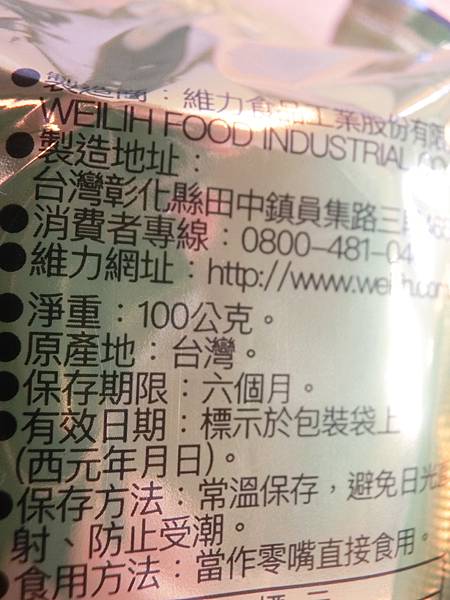 ●製造商：維力食品工業股份有限
WEILIH FOOD INDUSTRIAL CO
●製造地址：
台灣彰化縣田中鎮員集路三段
●消費者專線：0800-481-04
●維力網址：http://www.weilih.com
●淨重：100公克。
●原產地：台灣。
●保存期限：六個月。
●有效日期：標示於包裝袋上
(西元年月日)。
●保存方法：常溫保存，避免日光
射、防止受潮。
●食用方法：當作零嘴直接食用。